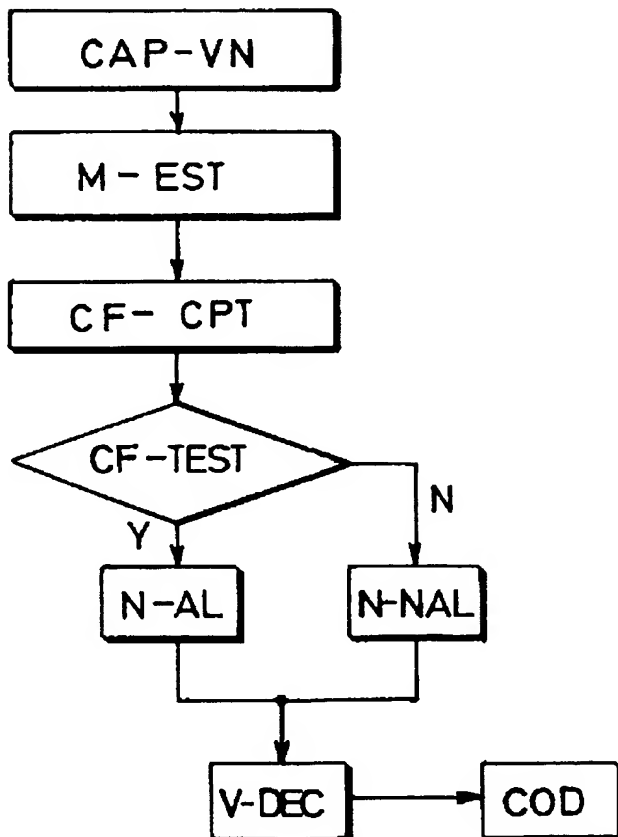 CAP-VN
M-EST
CF-CPT
CF-TEST
Y
N
N-AL
N-NAL
V-DEC
COD